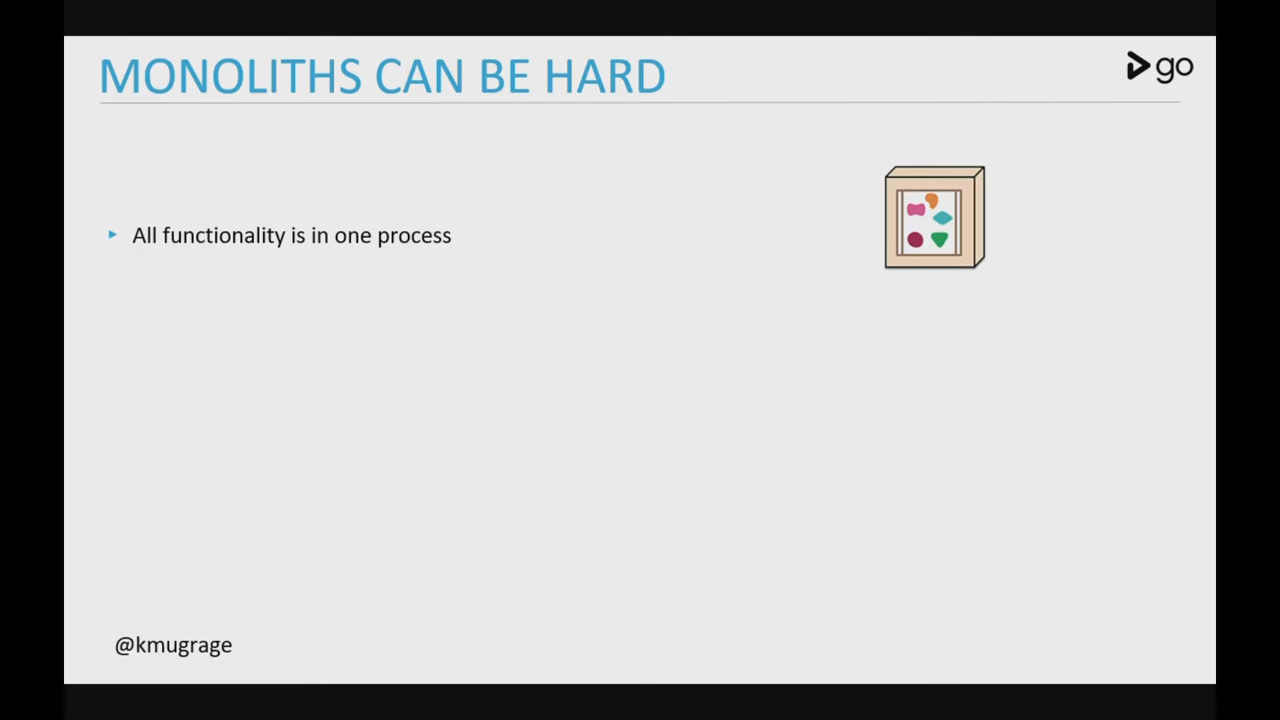 MONOLITHS CAN BE HARD
go
All functionality is in one process
@kmugrage